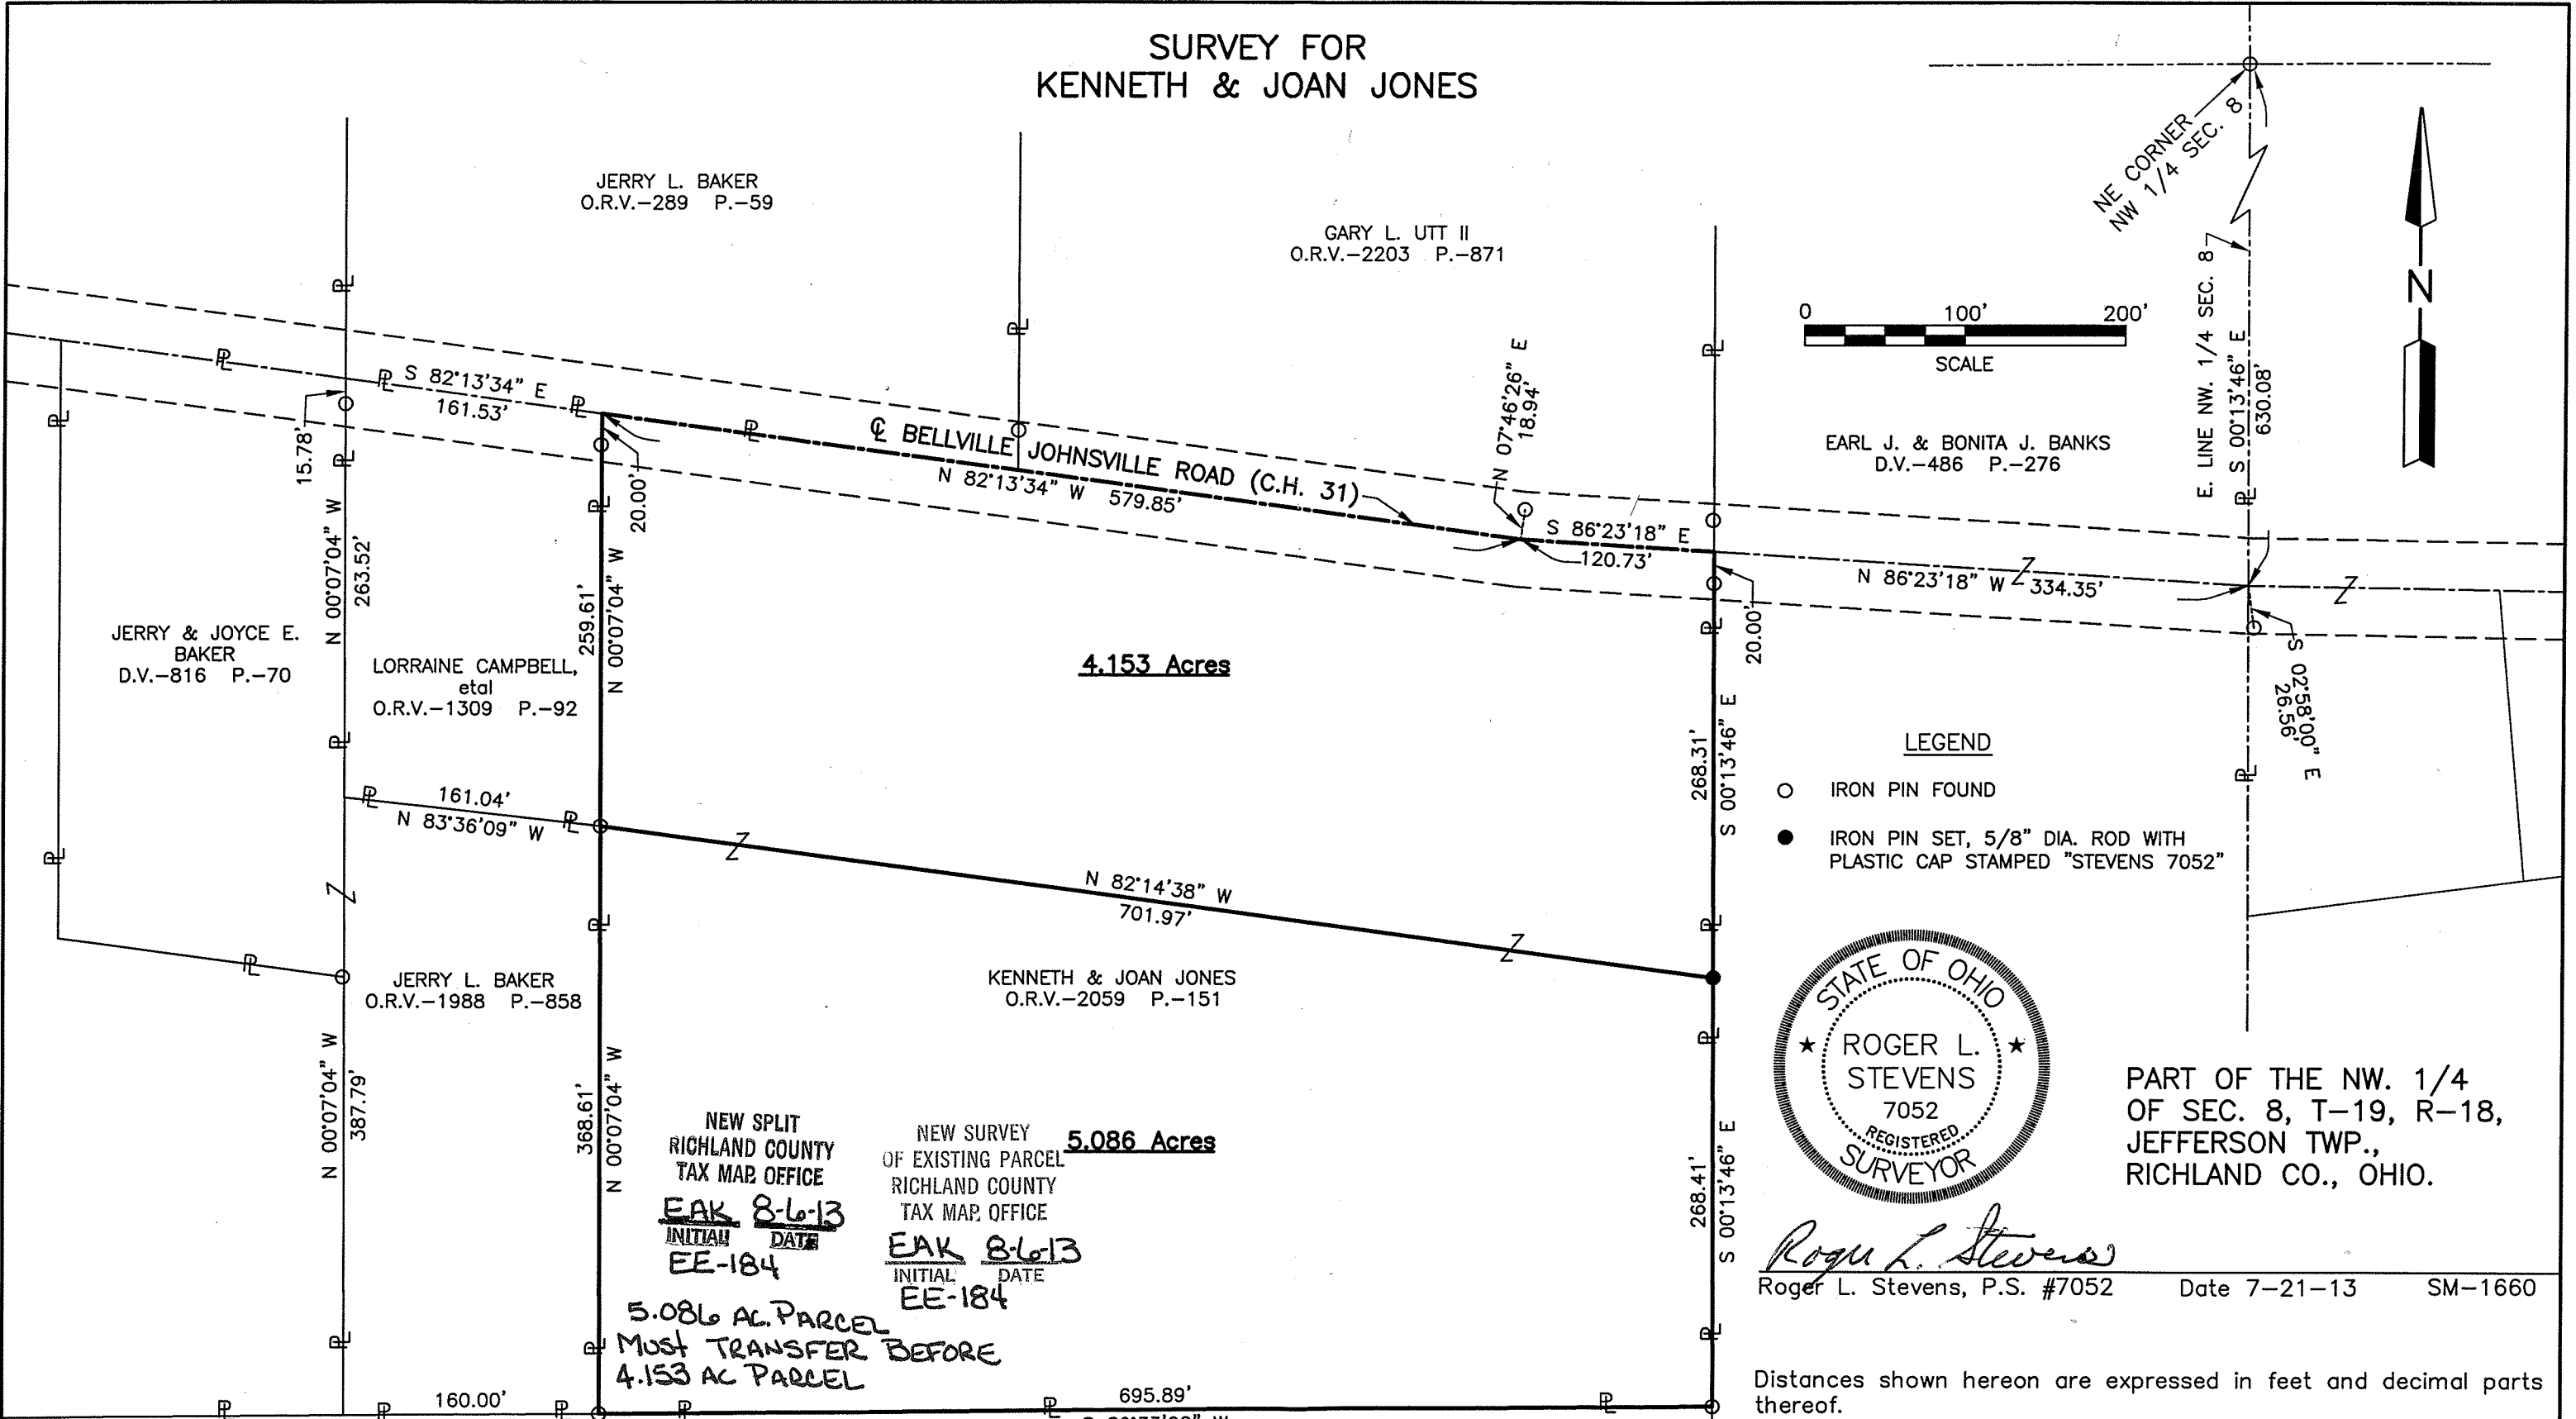 SURVEY FOR
KENNETH & JOAN JONES
NE CORNER
NW 1/4 SEC. 8
JERRY L. BAKER
O.R.V.-289 P.-59
GARY L. UTT II
O.R.V.-2203 P.-871
N
0 100' 200'
SCALE
E. LINE NW. 1/4 SEC. 8
S 00°13'46" E
630.08'
EARL J. & BONITA J. BANKS
D.V.-486 P.-276
S 82°13'34" E
161.53'
15.78'
20.00'
℄ BELLVILLE JOHNSVILLE ROAD (C.H. 31)
N 82°13'34" W 579.85'
N 07°46'26" E
18.94'
S 86°23'18" E
120.73'
N 86°23'18" W 334.35'
20.00'
S 02°58'00" E
26.56'
N 00°07'04" W
263.52'
259.61'
N 00°07'04" W
JERRY & JOYCE E.
BAKER
D.V.-816 P.-70
LORRAINE CAMPBELL,
etal
O.R.V.-1309 P.-92
4.153 Acres
268.31'
S 00°13'46" E
LEGEND
IRON PIN FOUND
IRON PIN SET, 5/8" DIA. ROD WITH
PLASTIC CAP STAMPED "STEVENS 7052"
161.04'
N 83°36'09" W
N 82°14'38" W
701.97'
JERRY L. BAKER
O.R.V.-1988 P.-858
KENNETH & JOAN JONES
O.R.V.-2059 P.-151
N 00°07'04" W
387.79'
368.61'
N 00°07'04" W
5.086 Acres
268.41'
S 00°13'46" E
NEW SPLIT
RICHLAND COUNTY
TAX MAP OFFICE
EAK 8-6-13
INITIAL DATE
EE-184
NEW SURVEY
OF EXISTING PARCEL
RICHLAND COUNTY
TAX MAP OFFICE
EAK 8-6-13
INITIAL DATE
EE-184
5.086 AC. PARCEL
MUST TRANSFER BEFORE
4.153 AC PARCEL
STATE OF OHIO
ROGER L.
STEVENS
7052
REGISTERED
SURVEYOR
PART OF THE NW. 1/4
OF SEC. 8, T-19, R-18,
JEFFERSON TWP.,
RICHLAND CO., OHIO.
Roger L. Stevens
Roger L. Stevens, P.S. #7052 Date 7-21-13 SM-1660
160.00'
695.89'
Distances shown hereon are expressed in feet and decimal parts
thereof.